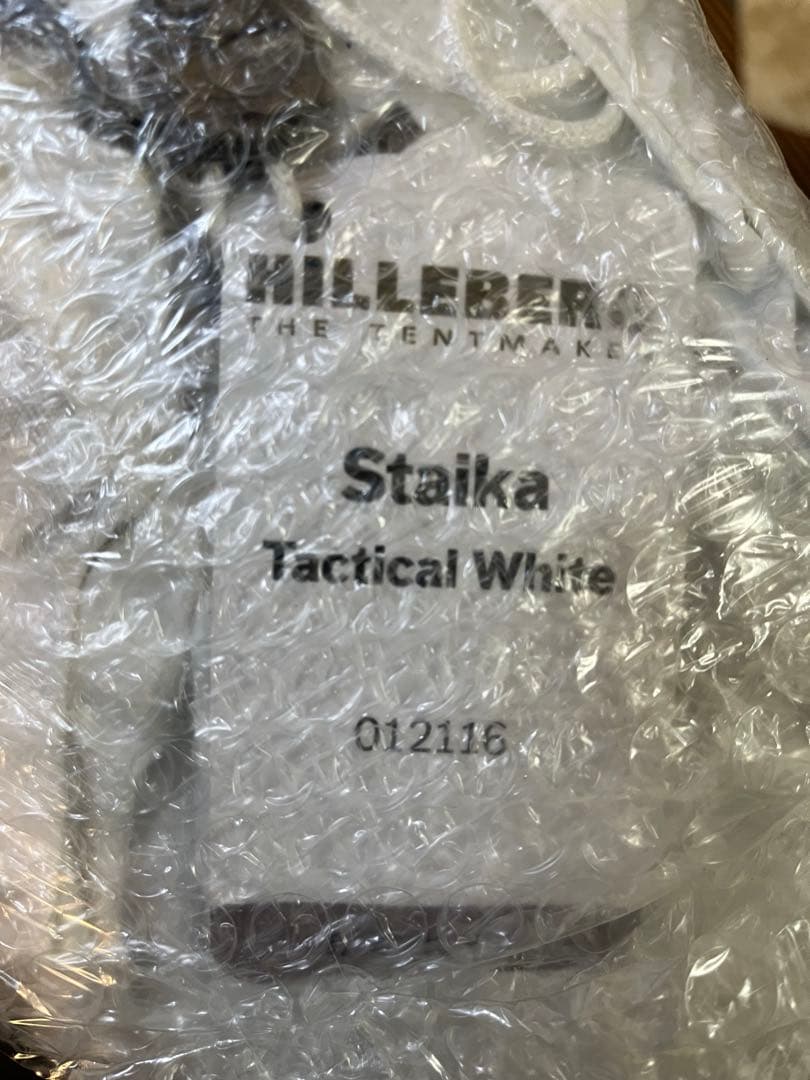 HILLEBERG
THE TENTMAKER
Staika
Tactical White
012116